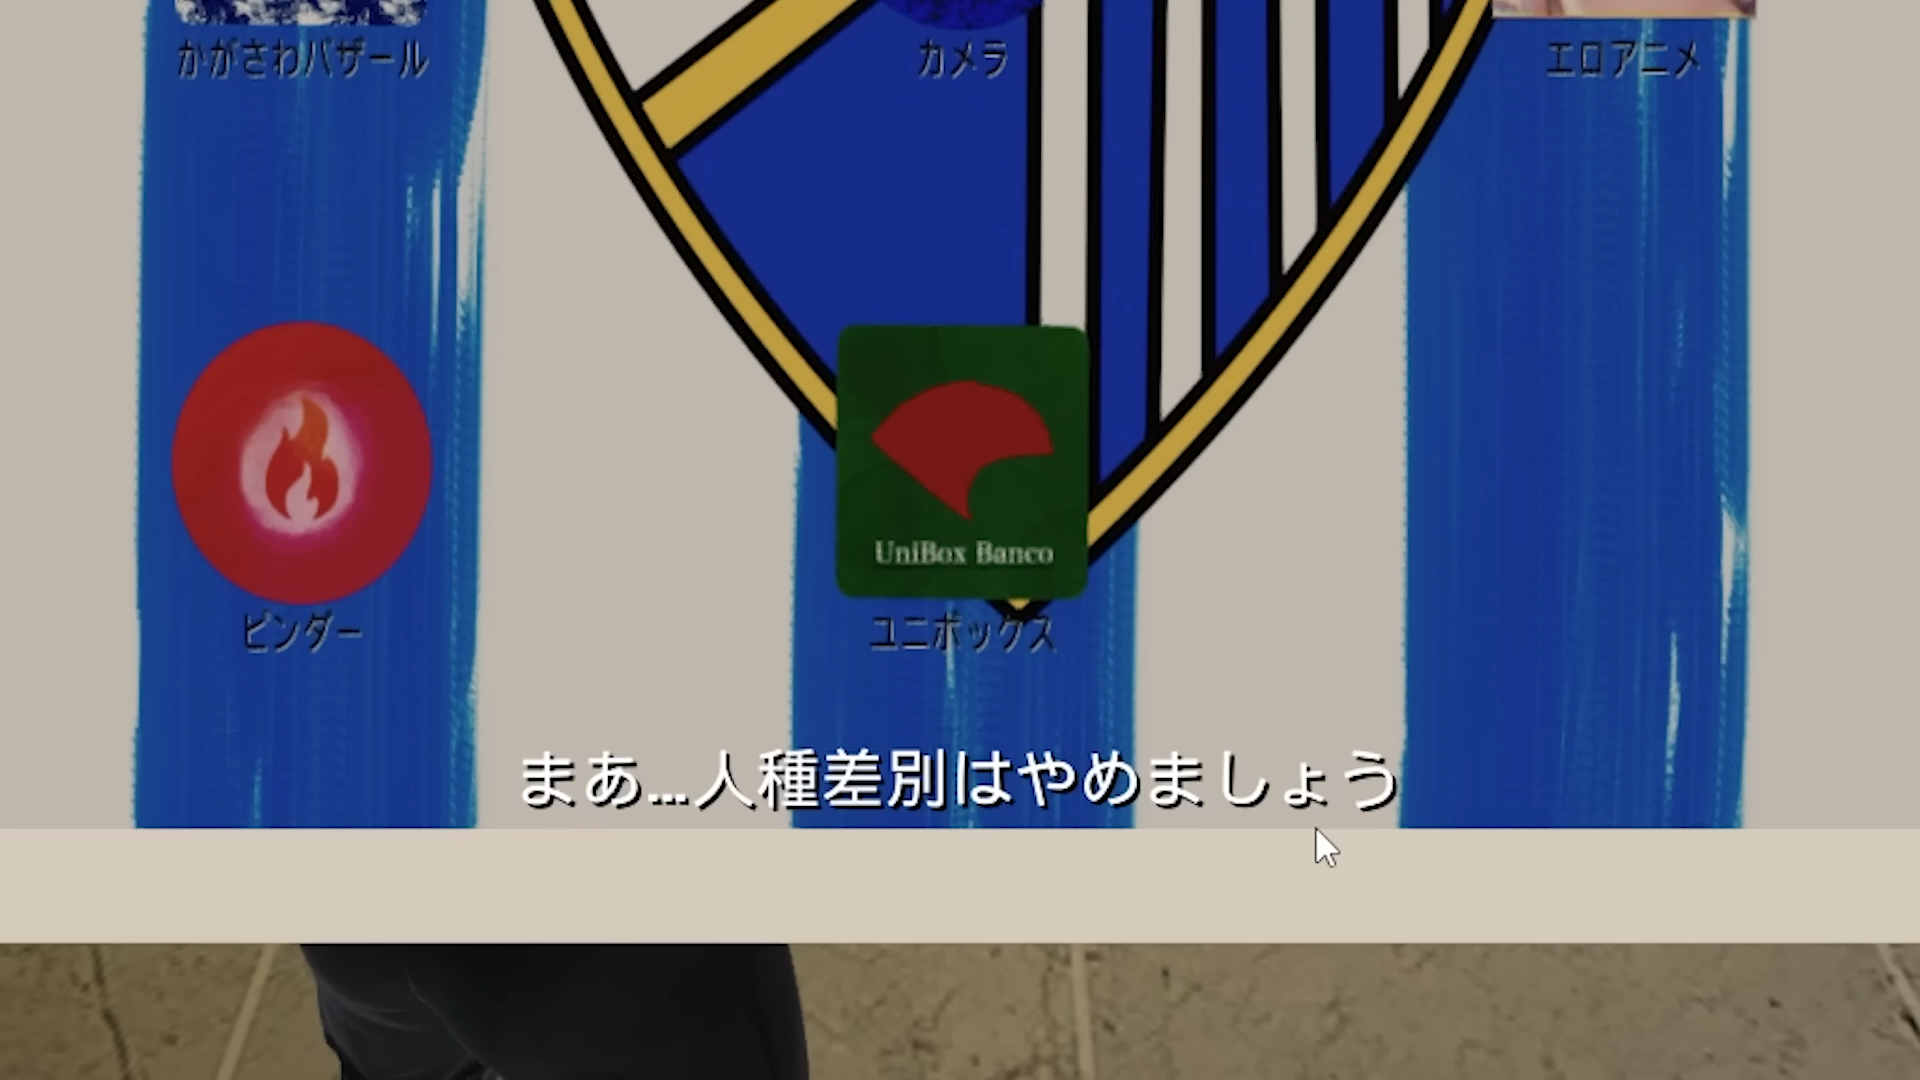 かがさわバザール
カメラ
エロアニメ
UniBox Banco
ピンダー
ユニボックス
まあ…人種差別はやめましょう